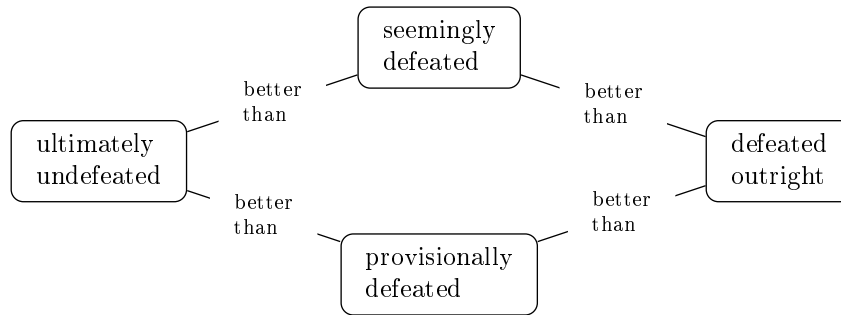 seemingly
defeated
better
than
better
than
ultimately
undefeated
defeated
outright
better
than
better
than
provisionally
defeated